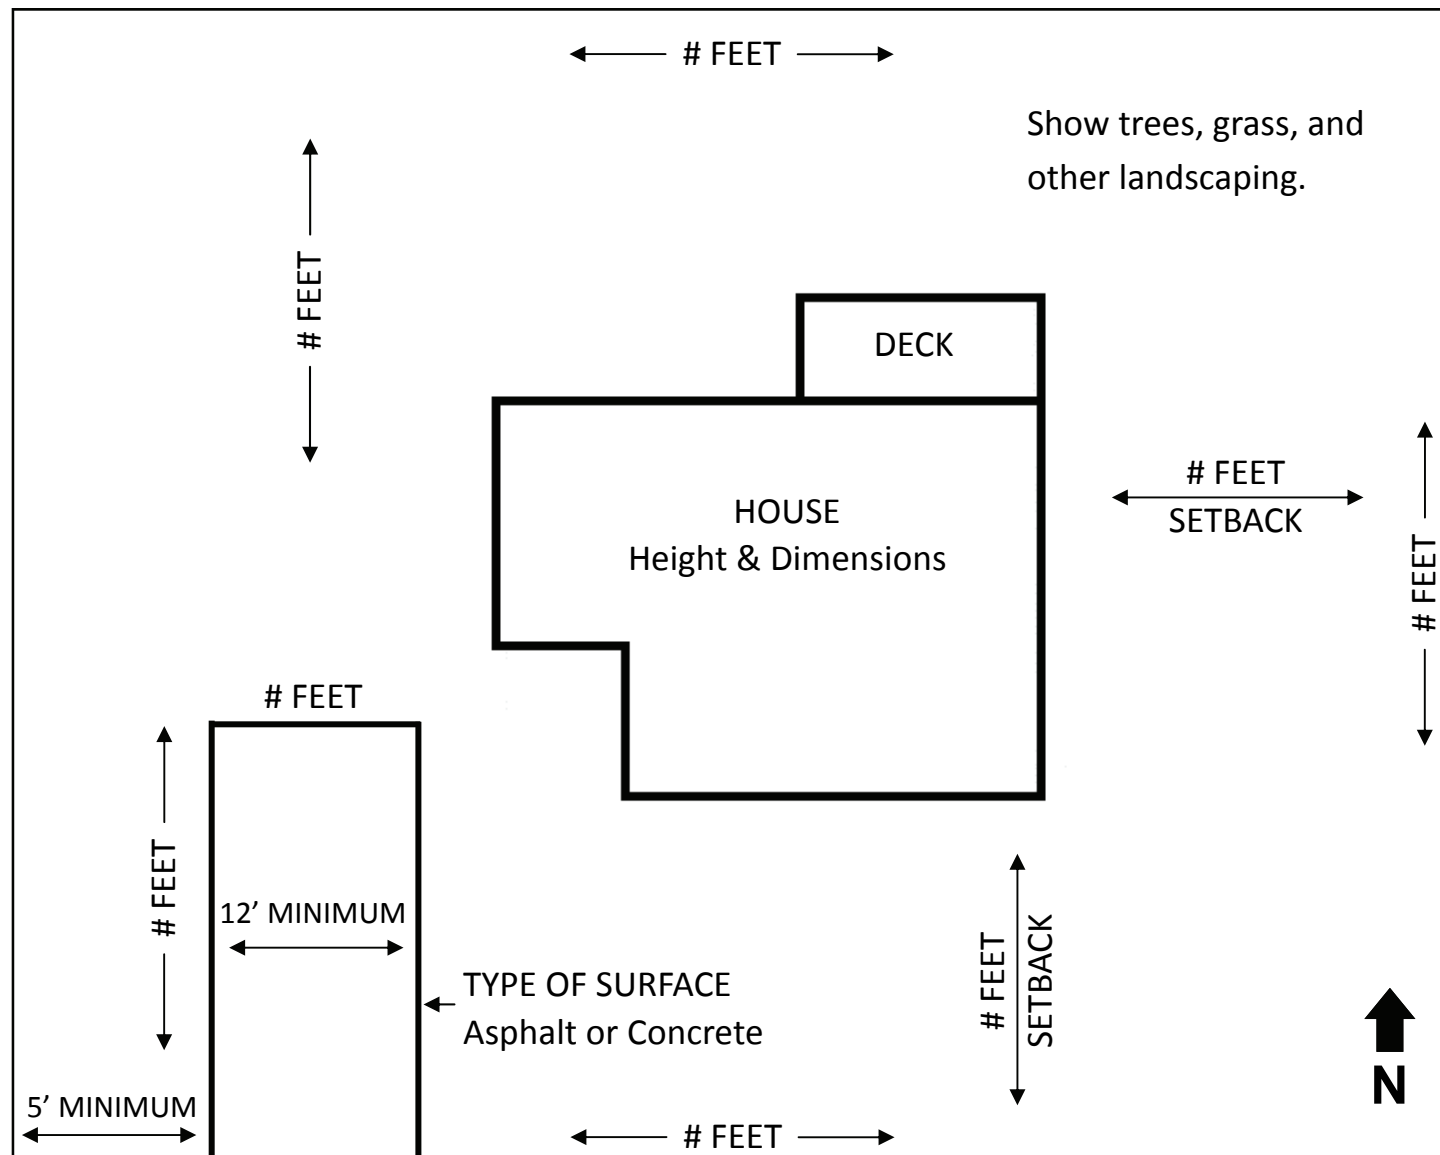 # FEET
Show trees, grass, and
other landscaping.
# FEET
DECK
# FEET
SETBACK
HOUSE
Height & Dimensions
# FEET
# FEET
# FEET
12’ MINIMUM
TYPE OF SURFACE
Asphalt or Concrete
# FEET
SETBACK
N
5’ MINIMUM
# FEET